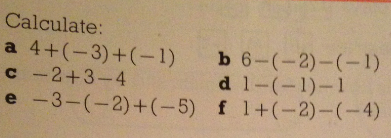 Calculate:
a 4+(−3)+(−1) b 6−(−2)−(−1)
c −2+3−4 d 1−(−1)−1
e −3−(−2)+(−5) f 1+(−2)−(−4)